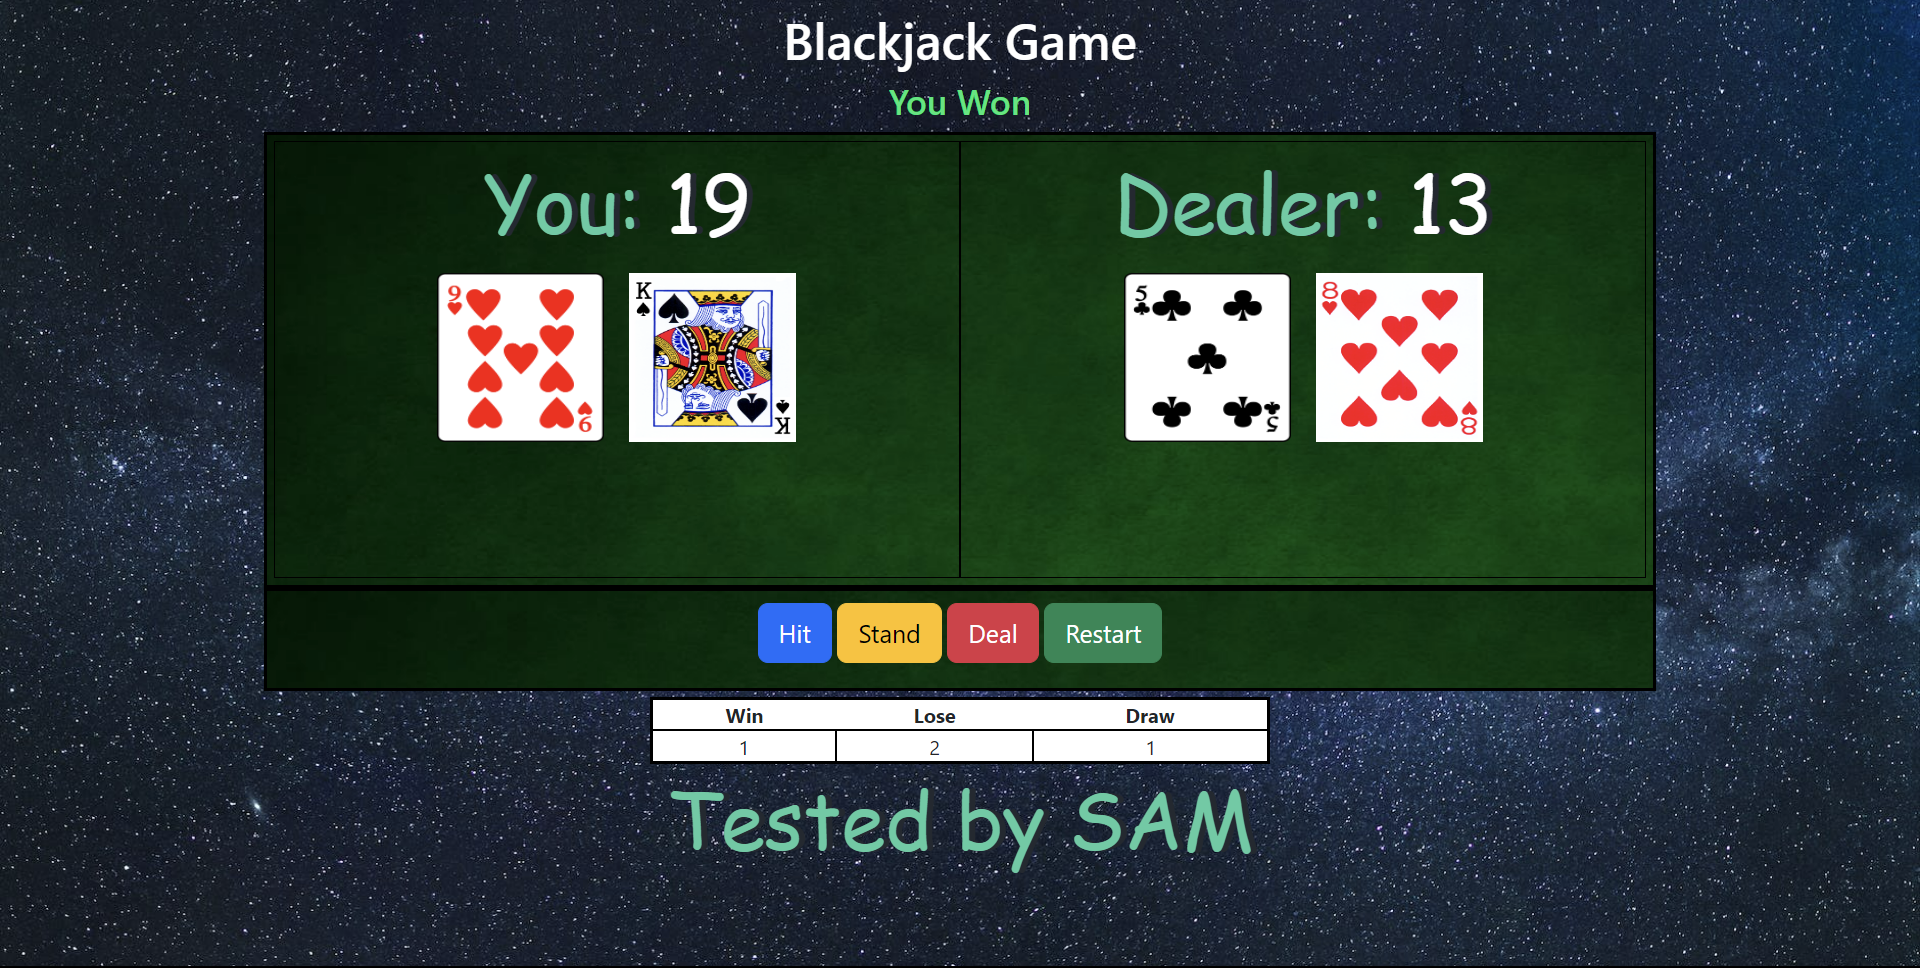 Blackjack Game
You Won
You: 19
Dealer: 13
9
9
K
K
5
5
8
8
Hit
Stand
Deal
Restart
Win Lose Draw
1 2 1
Tested by SAM